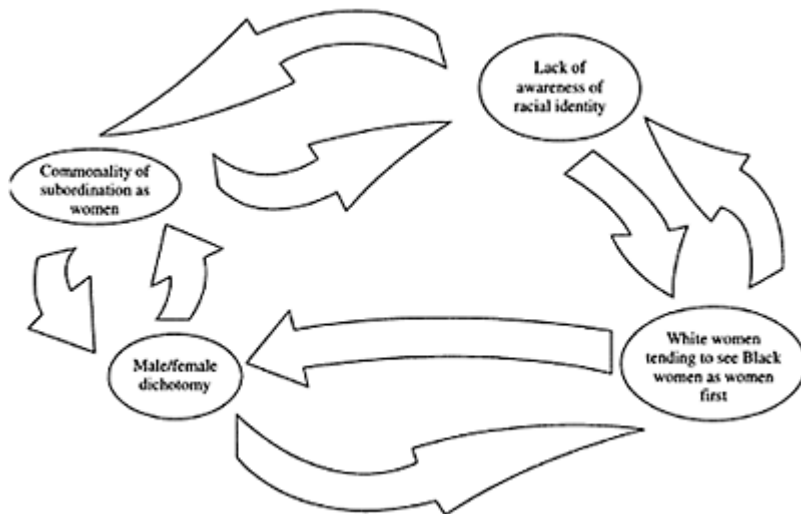 Lack of
awareness of
racial identity
Commonality of
subordination as
women
Male/female
dichotomy
White women
tending to see Black
women as women
first